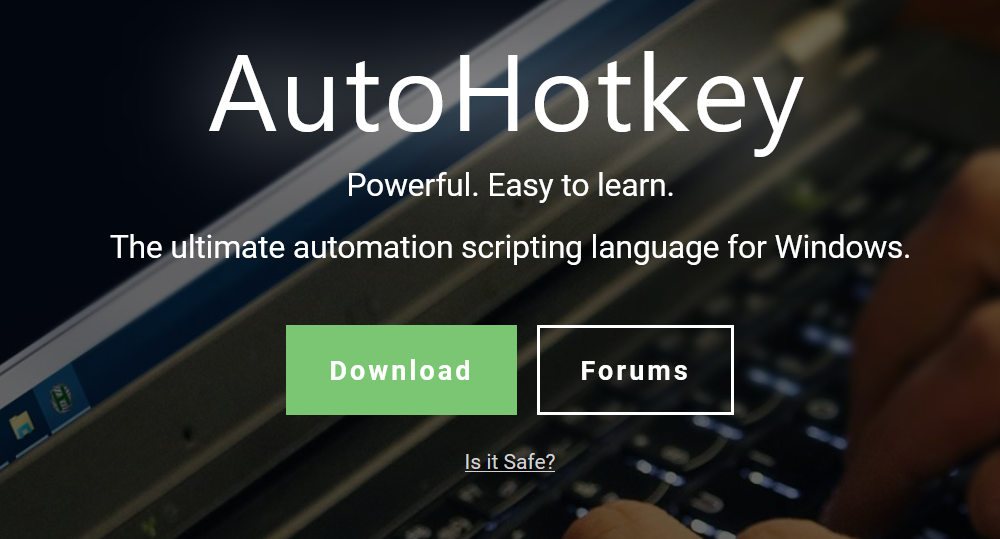 AutoHotkey
Powerful. Easy to learn.
The ultimate automation scripting language for Windows.
Download
Forums
Is it Safe?